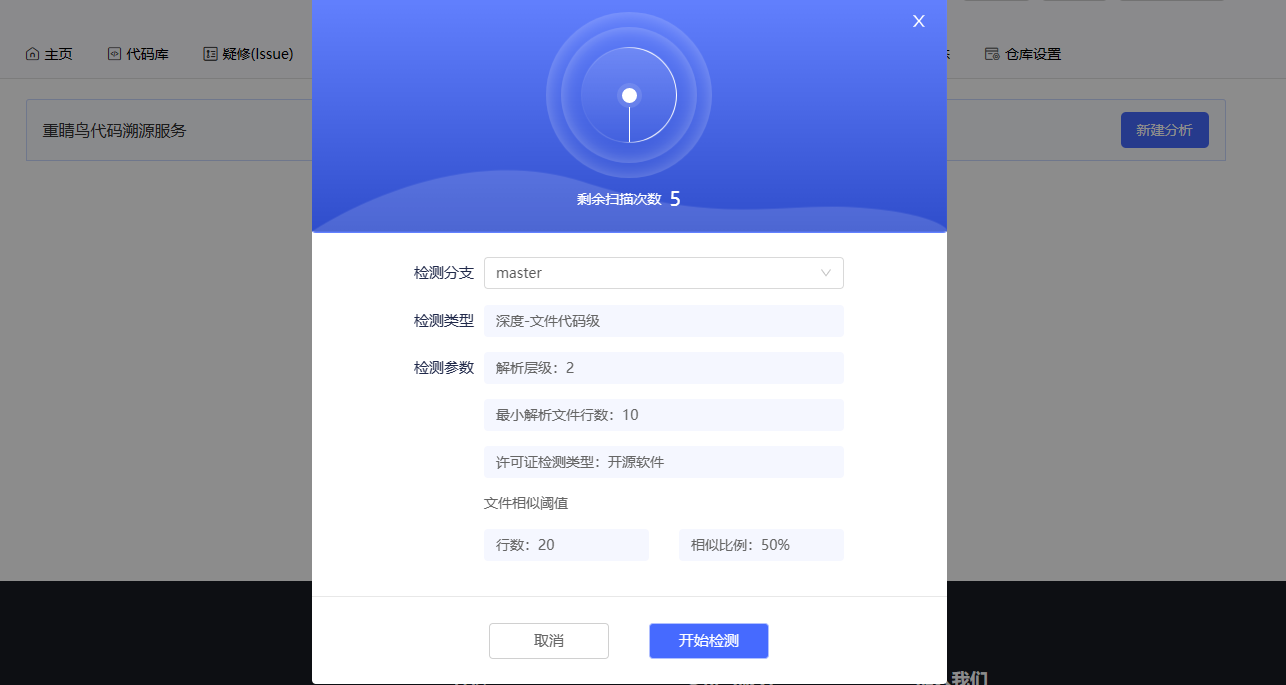 主页
代码库
疑修(Issue)
仓库设置
X
重睛鸟代码溯源服务
新建分析
剩余扫描次数 5
检测分支 master
检测类型 深度-文件代码级
检测参数 解析层级：2
最小解析文件行数：10
许可证检测类型：开源软件
文件相似阈值
行数：20 相似比例：50%
取消 开始检测
我们